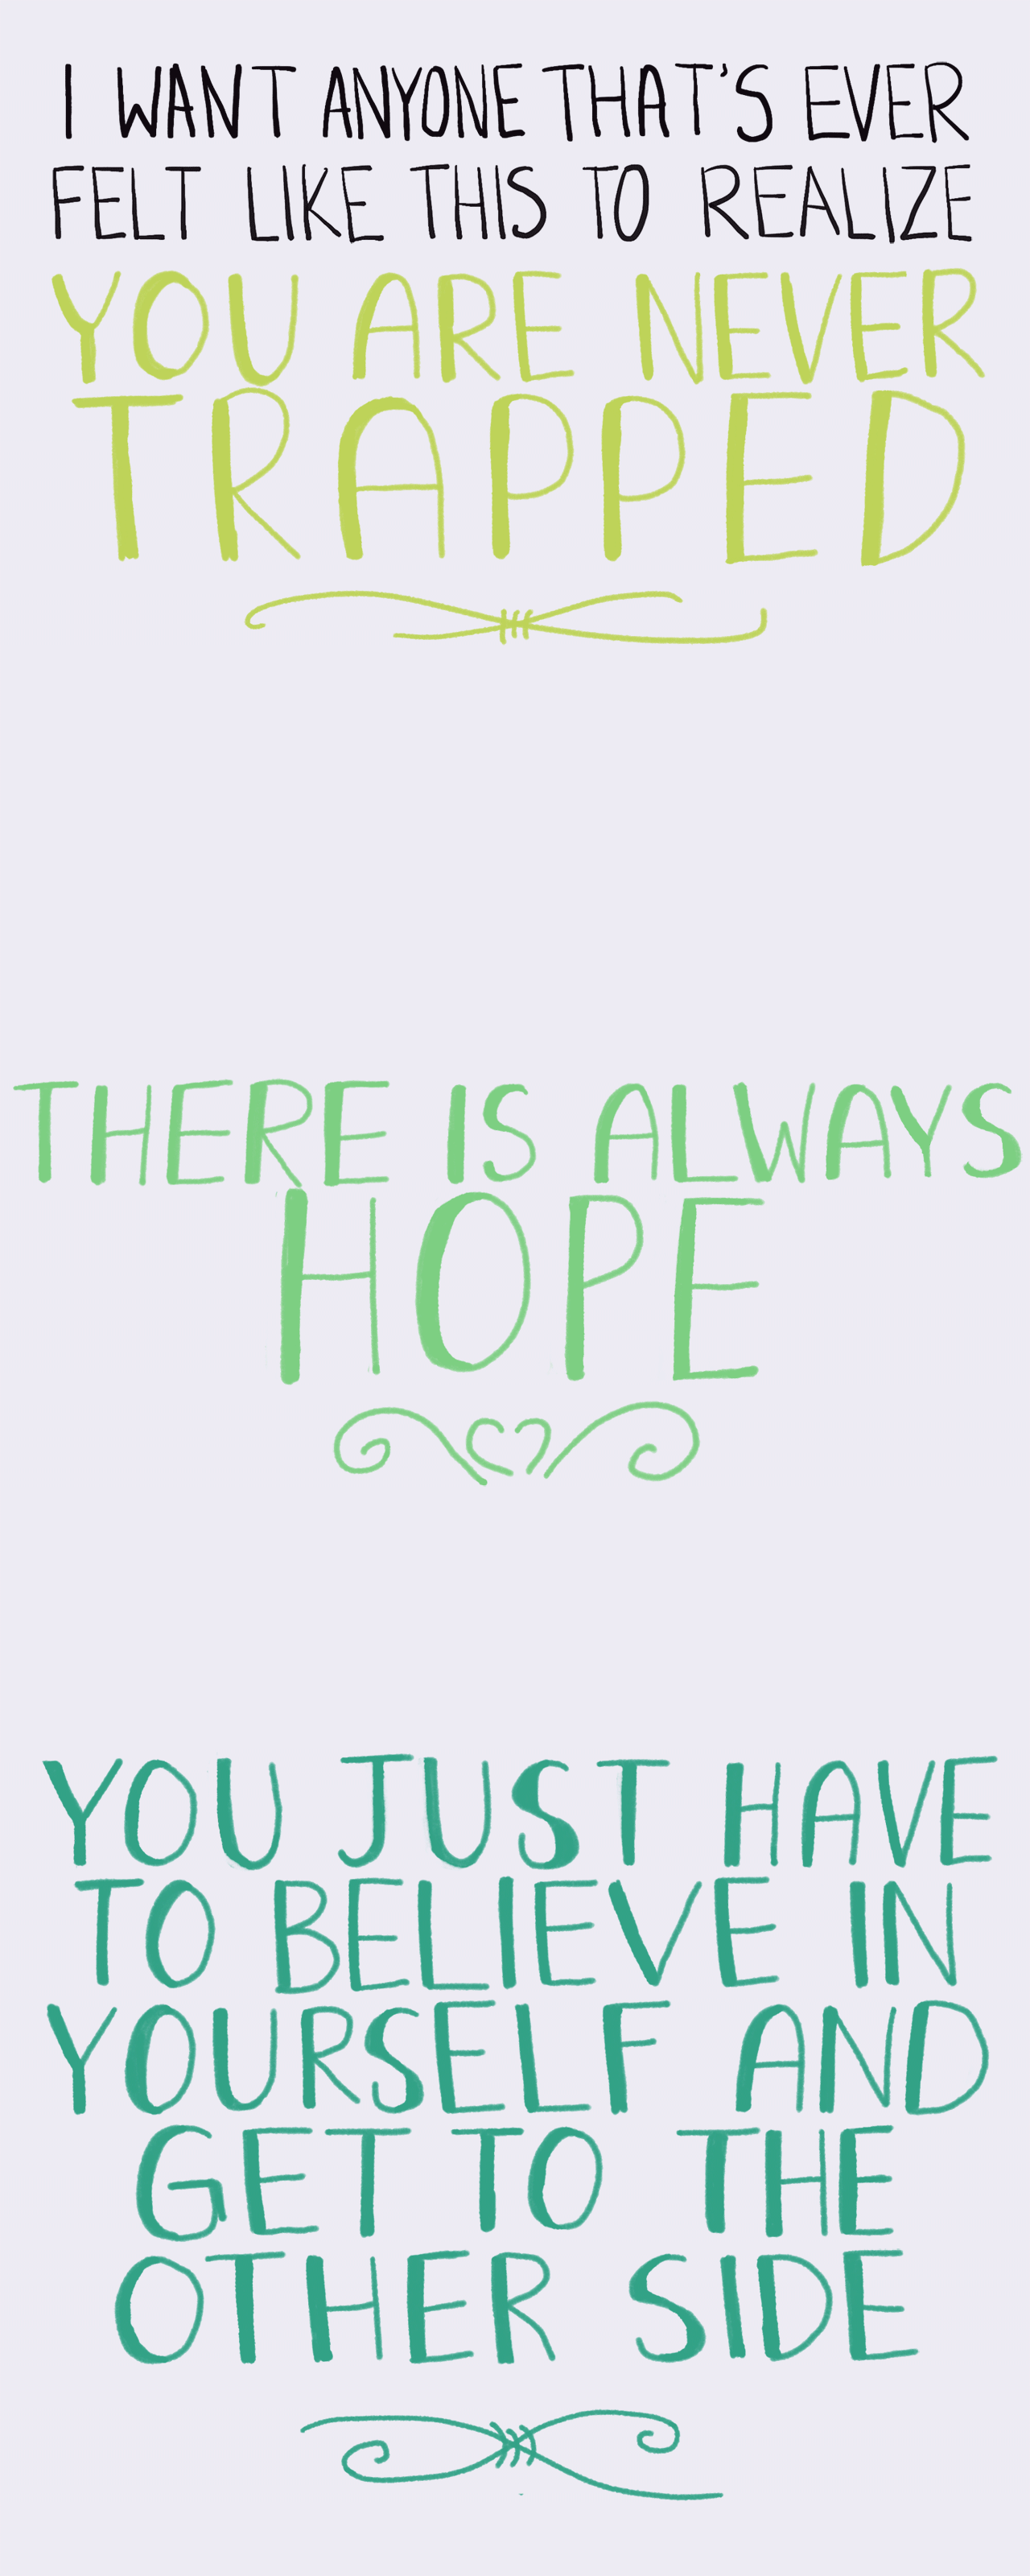 I WANT ANYONE THAT'S EVER
FELT LIKE THIS TO REALIZE
YOU ARE NEVER
TRAPPED
THERE IS ALWAYS
HOPE
YOU JUST HAVE
TO BELIEVE IN
YOURSELF AND
GET TO THE
OTHER SIDE